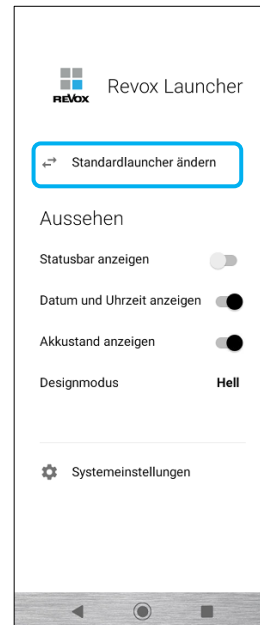 REVOX
Revox Launcher
Standardlauncher ändern
Aussehen
Statusbar anzeigen
Datum und Uhrzeit anzeigen
Akkustand anzeigen
Designmodus Hell
Systemeinstellungen